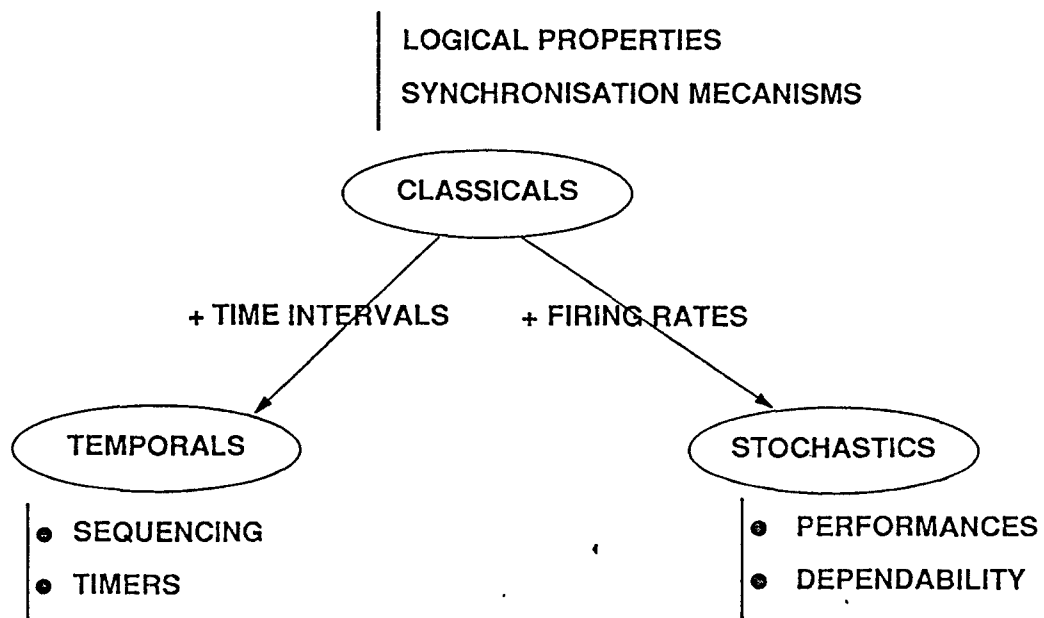 LOGICAL PROPERTIES
SYNCHRONISATION MECANISMS
CLASSICALS
+ TIME INTERVALS
+ FIRING RATES
TEMPORALS
STOCHASTICS
SEQUENCING
TIMERS
PERFORMANCES
DEPENDABILITY